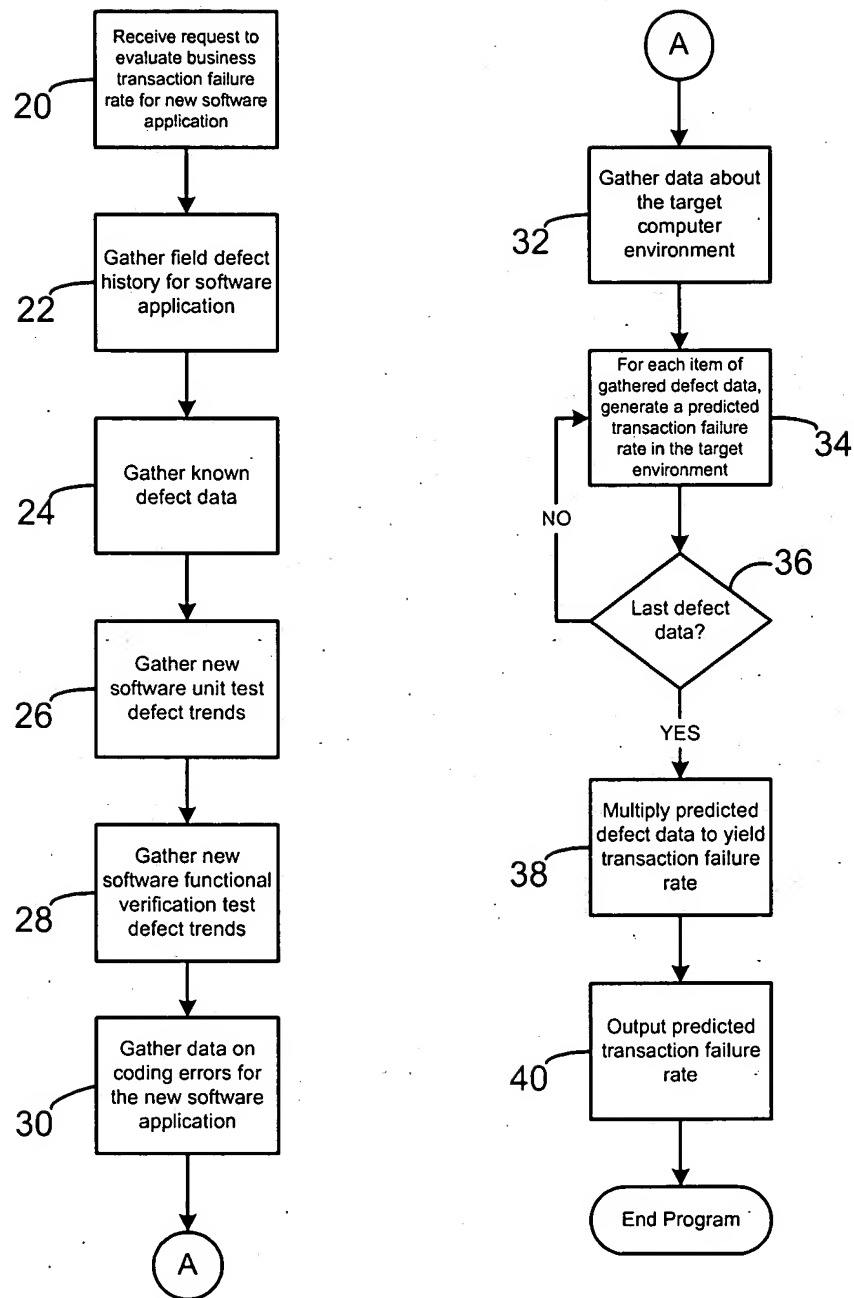 Receive request to
evaluate business
transaction failure
rate for new software
application
20
Gather field defect
history for software
application
22
Gather known
defect data
24
Gather new
software unit test
defect trends
26
Gather new
software functional
verification test
defect trends
28
Gather data on
coding errors for
the new software
application
30
A
A
Gather data about
the target
computer
environment
32
For each item of
gathered defect data,
generate a predicted
transaction failure
rate in the target
environment
34
NO
Last defect
data?
36
YES
Multiply predicted
defect data to yield
transaction failure
rate
38
Output predicted
transaction failure
rate
40
End Program